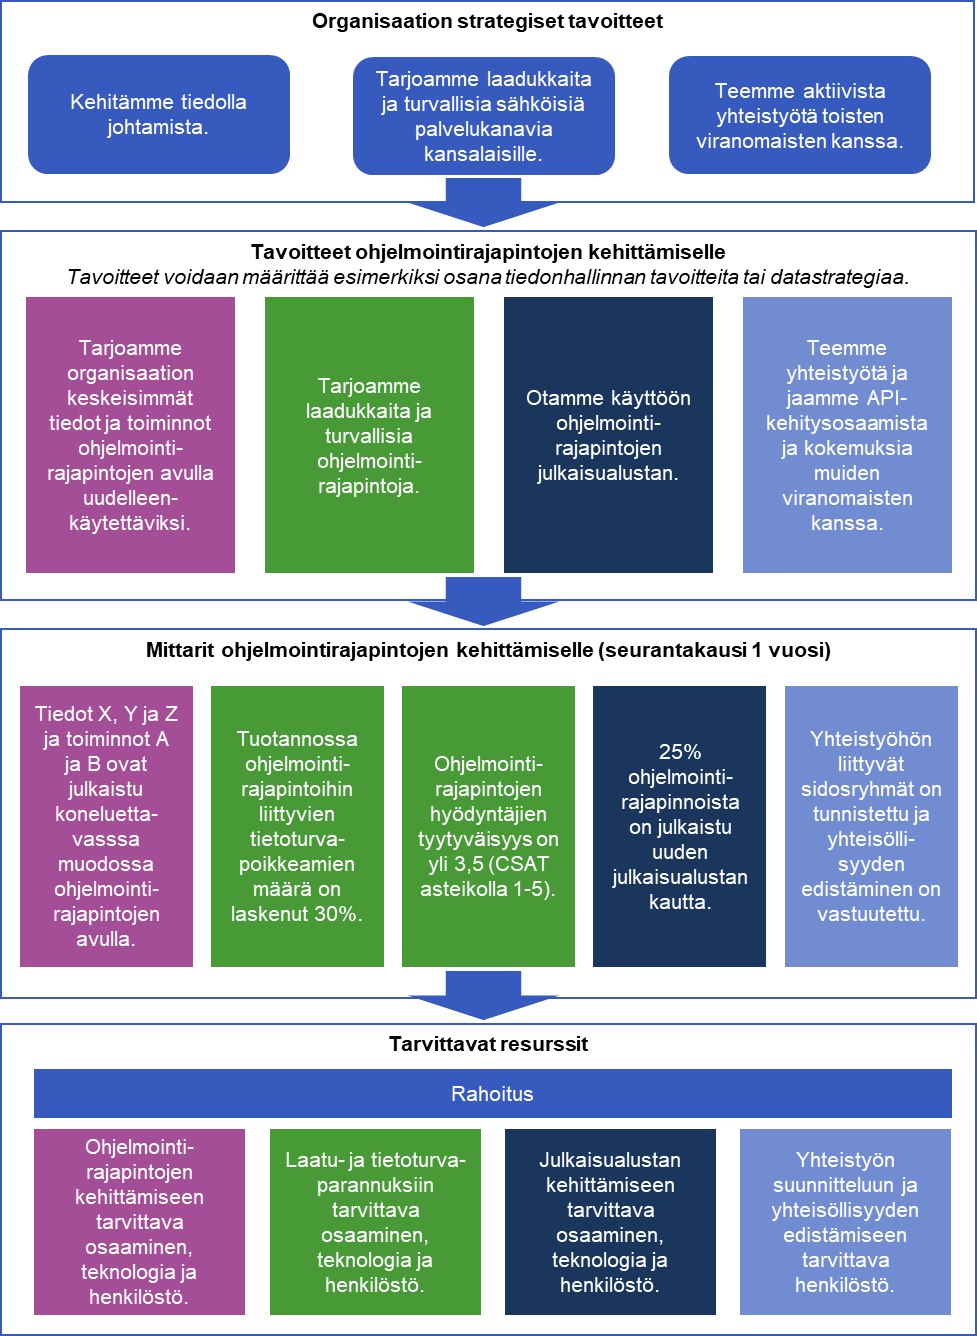 Organisaation strategiset tavoitteet
Kehitämme tiedolla
johtamista.
Tarjoamme laadukkaita
ja turvallisia sähköisiä
palvelukanavia
kansalaisille.
Teemme aktiivista
yhteistyötä toisten
viranomaisten kanssa.
Tavoitteet ohjelmointirajapintojen kehittämiselle
Tavoitteet voidaan määrittää esimerkiksi osana tiedonhallinnan tavoitteita tai datastrategiaa.
Tarjoamme
organisaation
keskeisimmät
tiedot ja toiminnot
ohjelmointi-
rajapintojen avulla
uudelleen-
käytettäviksi.
Tarjoamme
laadukkaita ja
turvallisia
ohjelmointi-
rajapintoja.
Otamme käyttöön
ohjelmointi-
rajapintojen
julkaisualustan.
Teemme
yhteistyötä ja
jaamme API-
kehitysosaamista
ja kokemuksia
muiden
viranomaisten
kanssa.
Mittarit ohjelmointirajapintojen kehittämiselle (seurantakausi 1 vuosi)
Tiedot X, Y ja Z
ja toiminnot A
ja B ovat
julkaistu
koneluetta-
vasssa
muodossa
ohjelmointi-
rajapintojen
avulla.
Tuotannossa
ohjelmointi-
rajapintoihin
liittyvien
tietoturva-
poikkeamien
määrä on
laskenut 30%.
Ohjelmointi-
rajapintojen
hyödyntäjien
tyytyväisyys on
yli 3,5 (CSAT
asteikolla 1-5).
25%
ohjelmointi-
rajapinnoista
on julkaistu
uuden
julkaisualustan
kautta.
Yhteistyöhön
liittyvät
sidosryhmät on
tunnistettu ja
yhteisölli-
syyden
edistäminen on
vastuutettu.
Tarvittavat resurssit
Rahoitus
Ohjelmointi-
rajapintojen
kehittämiseen
tarvittava
osaaminen,
teknologia ja
henkilöstö.
Laatu- ja tietoturva-
parannuksiin
tarvittava
osaaminen,
teknologia ja
henkilöstö.
Julkaisualustan
kehittämiseen
tarvittava
osaaminen,
teknologia ja
henkilöstö.
Yhteistyön
suunnitteluun ja
yhteisöllisyyden
edistämiseen
tarvittava
henkilöstö.